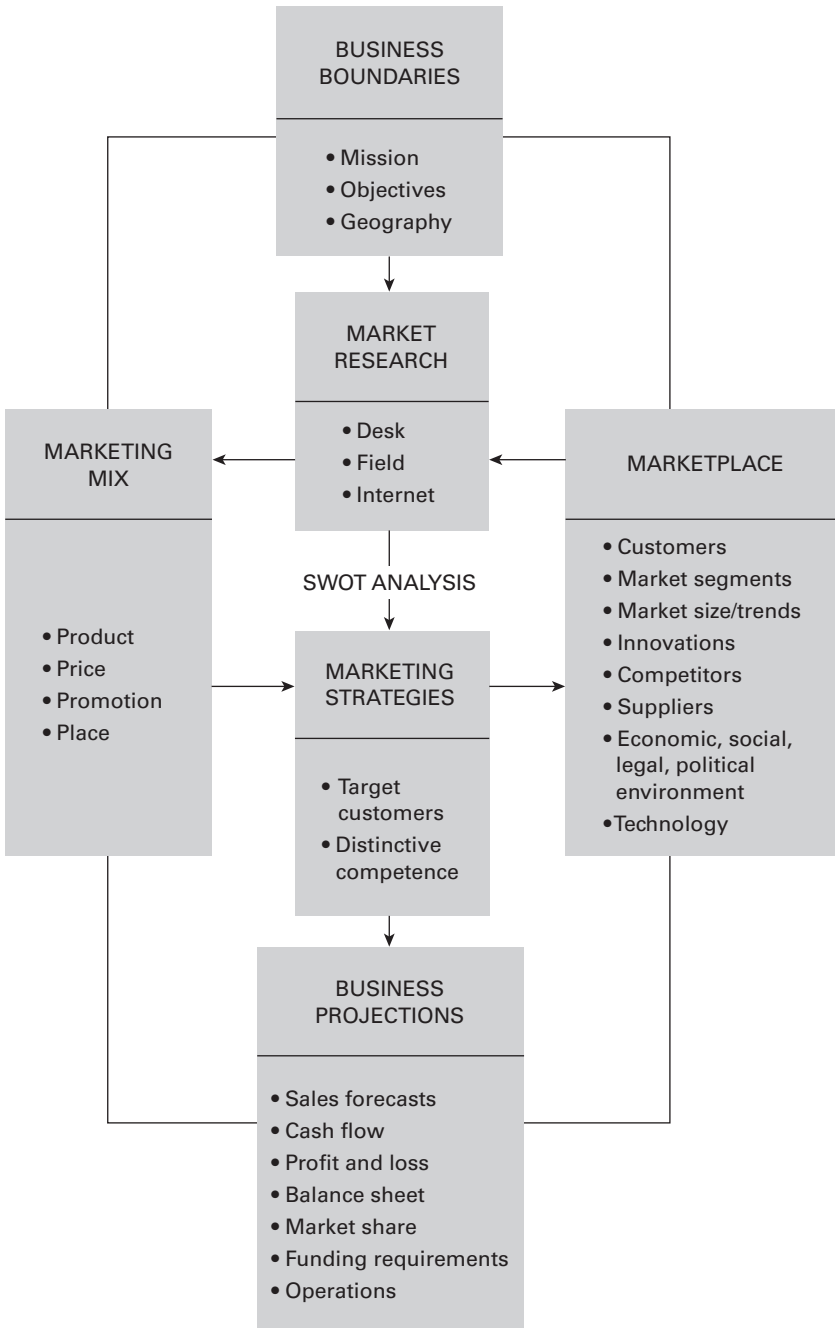 BUSINESS
BOUNDARIES
• Mission
• Objectives
• Geography
MARKET
RESEARCH
• Desk
• Field
• Internet
MARKETING
MIX
• Product
• Price
• Promotion
• Place
MARKETPLACE
• Customers
• Market segments
• Market size/trends
• Innovations
• Competitors
• Suppliers
• Economic, social,
legal, political
environment
• Technology
SWOT ANALYSIS
MARKETING
STRATEGIES
• Target
customers
• Distinctive
competence
BUSINESS
PROJECTIONS
• Sales forecasts
• Cash flow
• Profit and loss
• Balance sheet
• Market share
• Funding requirements
• Operations